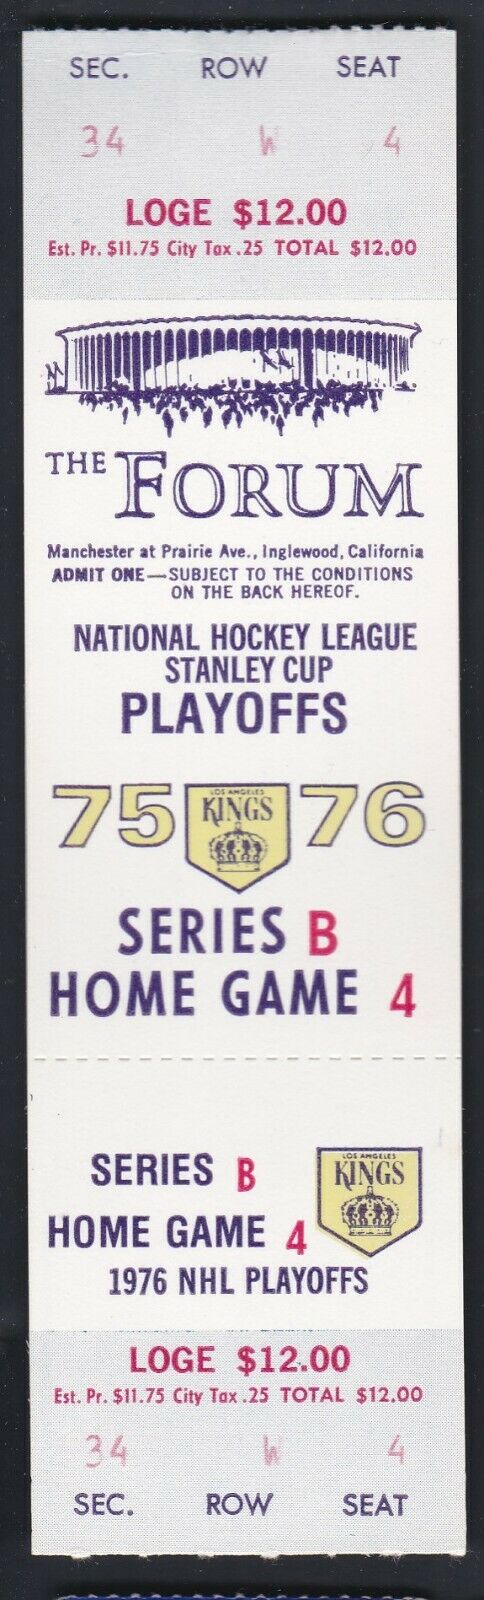 SEC. ROW SEAT
34 W 4
LOGE $12.00
Est. Pr. $11.75 City Tax .25 TOTAL $12.00
THE FORUM
Manchester at Prairie Ave., Inglewood, California
ADMIT ONE—SUBJECT TO THE CONDITIONS
ON THE BACK HEREOF.
NATIONAL HOCKEY LEAGUE
STANLEY CUP
PLAYOFFS
75 LOS ANGELES KINGS 76
SERIES B
HOME GAME 4
SERIES B
HOME GAME 4
LOS ANGELES
KINGS
1976 NHL PLAYOFFS
LOGE $12.00
Est. Pr. $11.75 City Tax .25 TOTAL $12.00
34 W 4
SEC. ROW SEAT